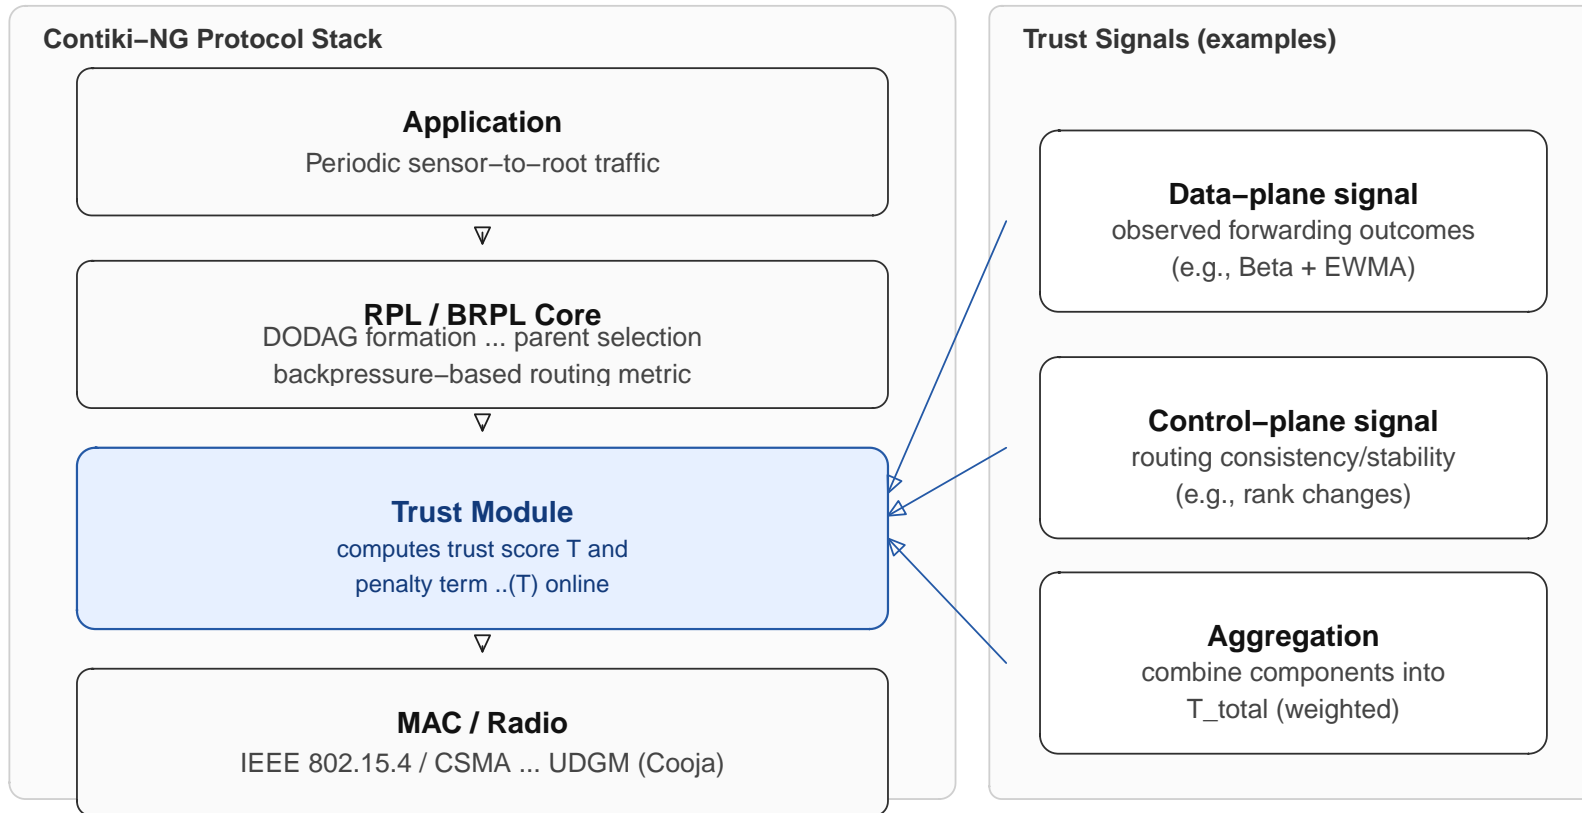 Contiki–NG Protocol Stack
Application
Periodic sensor–to–root traffic
RPL / BRPL Core
DODAG formation ... parent selection
backpressure–based routing metric
Trust Module
computes trust score T and
penalty term ..(T) online
MAC / Radio
IEEE 802.15.4 / CSMA ... UDGM (Cooja)
Trust Signals (examples)
Data–plane signal
observed forwarding outcomes
(e.g., Beta + EWMA)
Control–plane signal
routing consistency/stability
(e.g., rank changes)
Aggregation
combine components into
T_total (weighted)